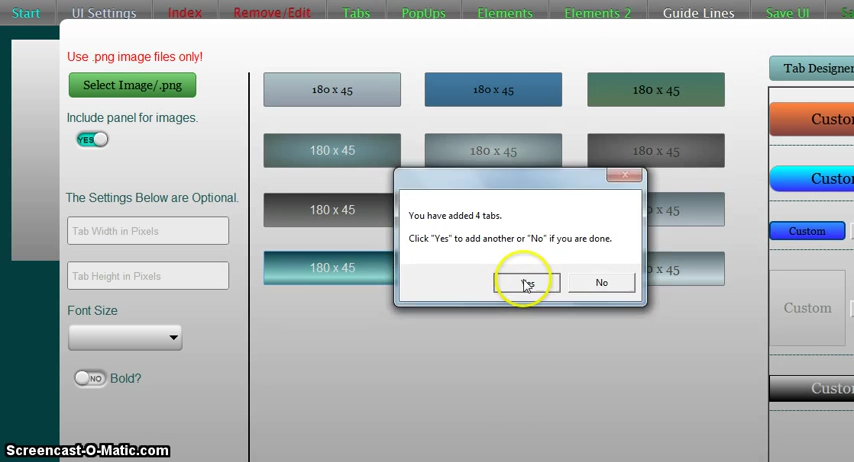 Start
UI Settings
Index
Remove/Edit
Tabs
PopUps
Elements
Elements 2
Guide Lines
Save UI
Use .png image files only!
Select Image/.png
Include panel for images.
YES
The Settings Below are Optional.
Tab Width in Pixels
Tab Height in Pixels
Font Size
NO Bold?
180 x 45
180 x 45
180 x 45
180 x 45
180 x 45
180 x 45
180 x 45
180 x 45
You have added 4 tabs.
Click "Yes" to add another or "No" if you are done.
No
x 45
x 45
Tab Designer
Custo
Custo
Custom
Custom
Custo
Screencast-O-Matic.com